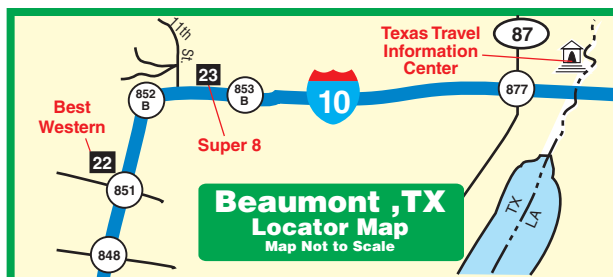 11th
St.
87
Texas Travel
Information
Center
23
852
B
853
B
10
877
Best
Western
Super 8
22
851
Beaumont ,TX
Locator Map
Map Not to Scale
TX
LA
848